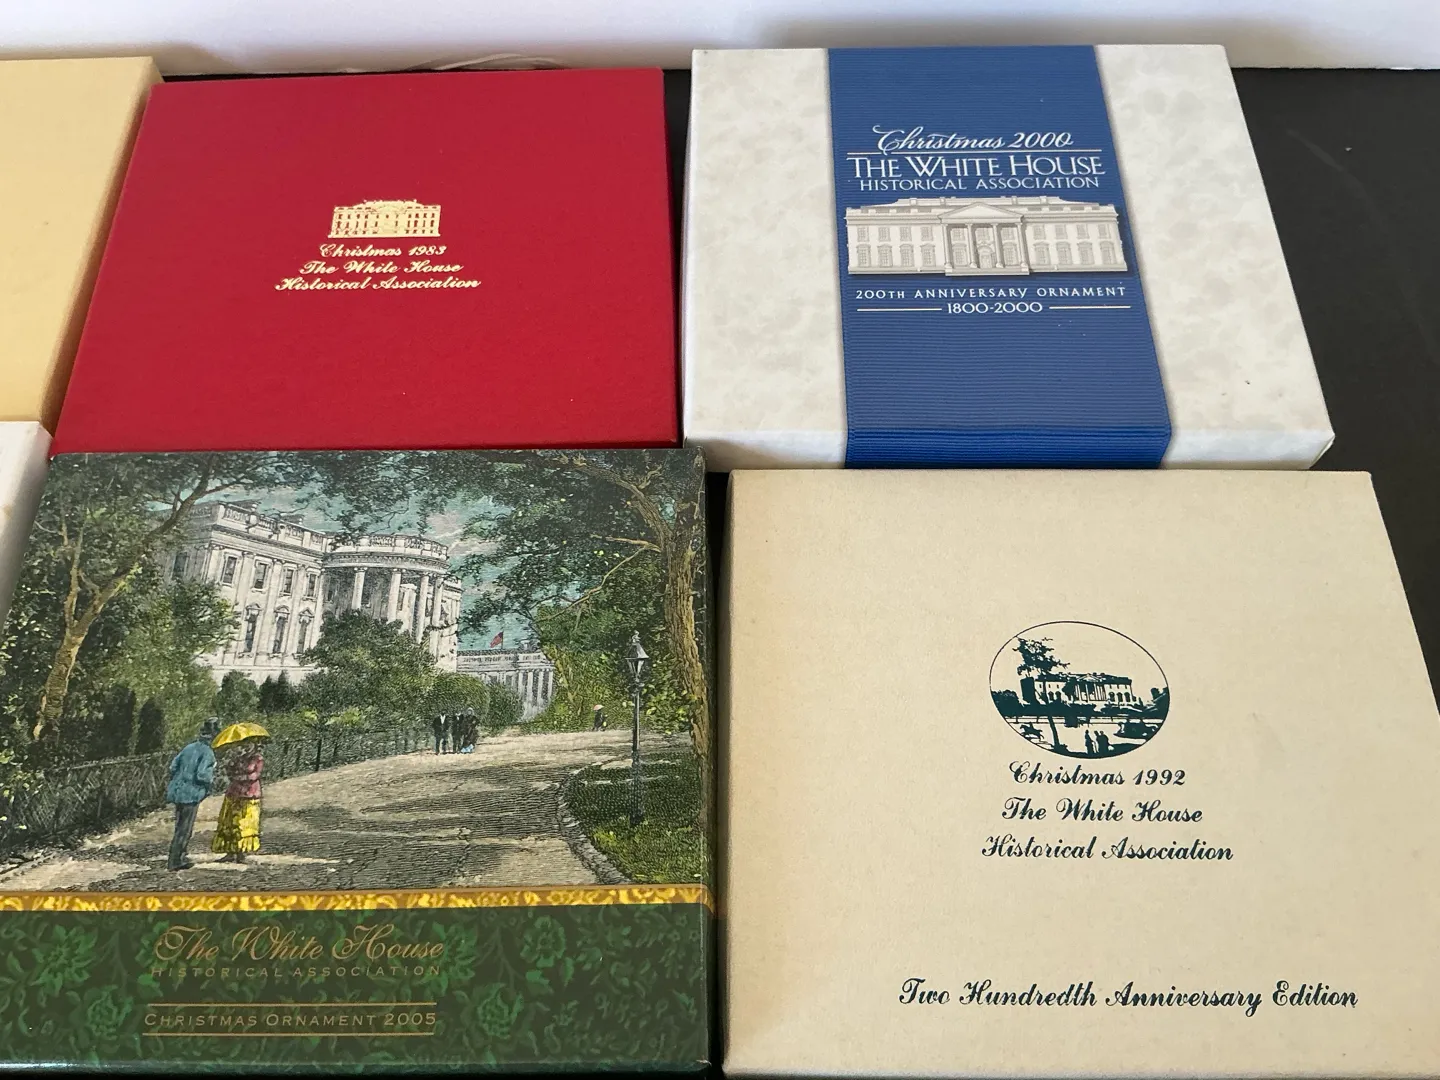 Christmas 1983
The White House
Historical Association
Christmas 2000
THE WHITE HOUSE
HISTORICAL ASSOCIATION
200TH ANNIVERSARY ORNAMENT
1800-2000
The White House
HISTORICAL ASSOCIATION
CHRISTMAS ORNAMENT 2005
Christmas 1992
The White House
Historical Association
Two Hundredth Anniversary Edition